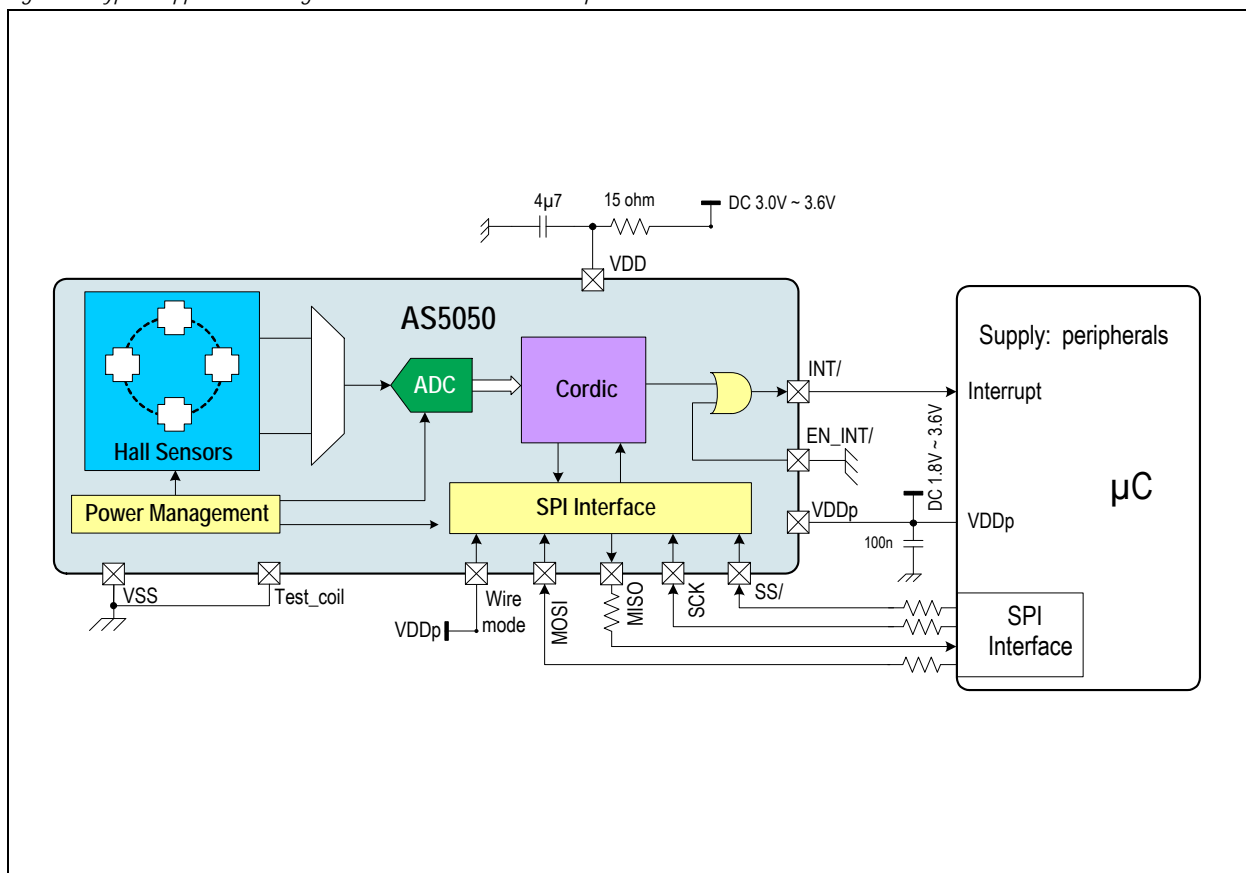 4µ7
15 ohm
DC 3.0V ~ 3.6V
VDD
AS5050
Supply: peripherals
INT/
Interrupt
ADC
Cordic
Hall Sensors
EN_INT/
DC 1.8V ~ 3.6V
µC
Power Management
SPI Interface
VDDp
VDDp
100n
VSS
Test_coil
Wire
mode
VDDp
MOSI
MISO
SCK
SS/
SPI
Interface